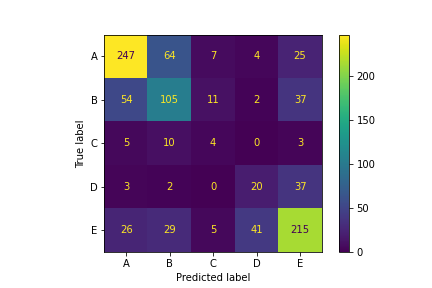 A 247 64 7 4 25
B 54 105 11 2 37
C 5 10 4 0 3
D 3 2 0 20 37
E 26 29 5 41 215
A B C D E
Predicted label
True label
200
150
100
50
0